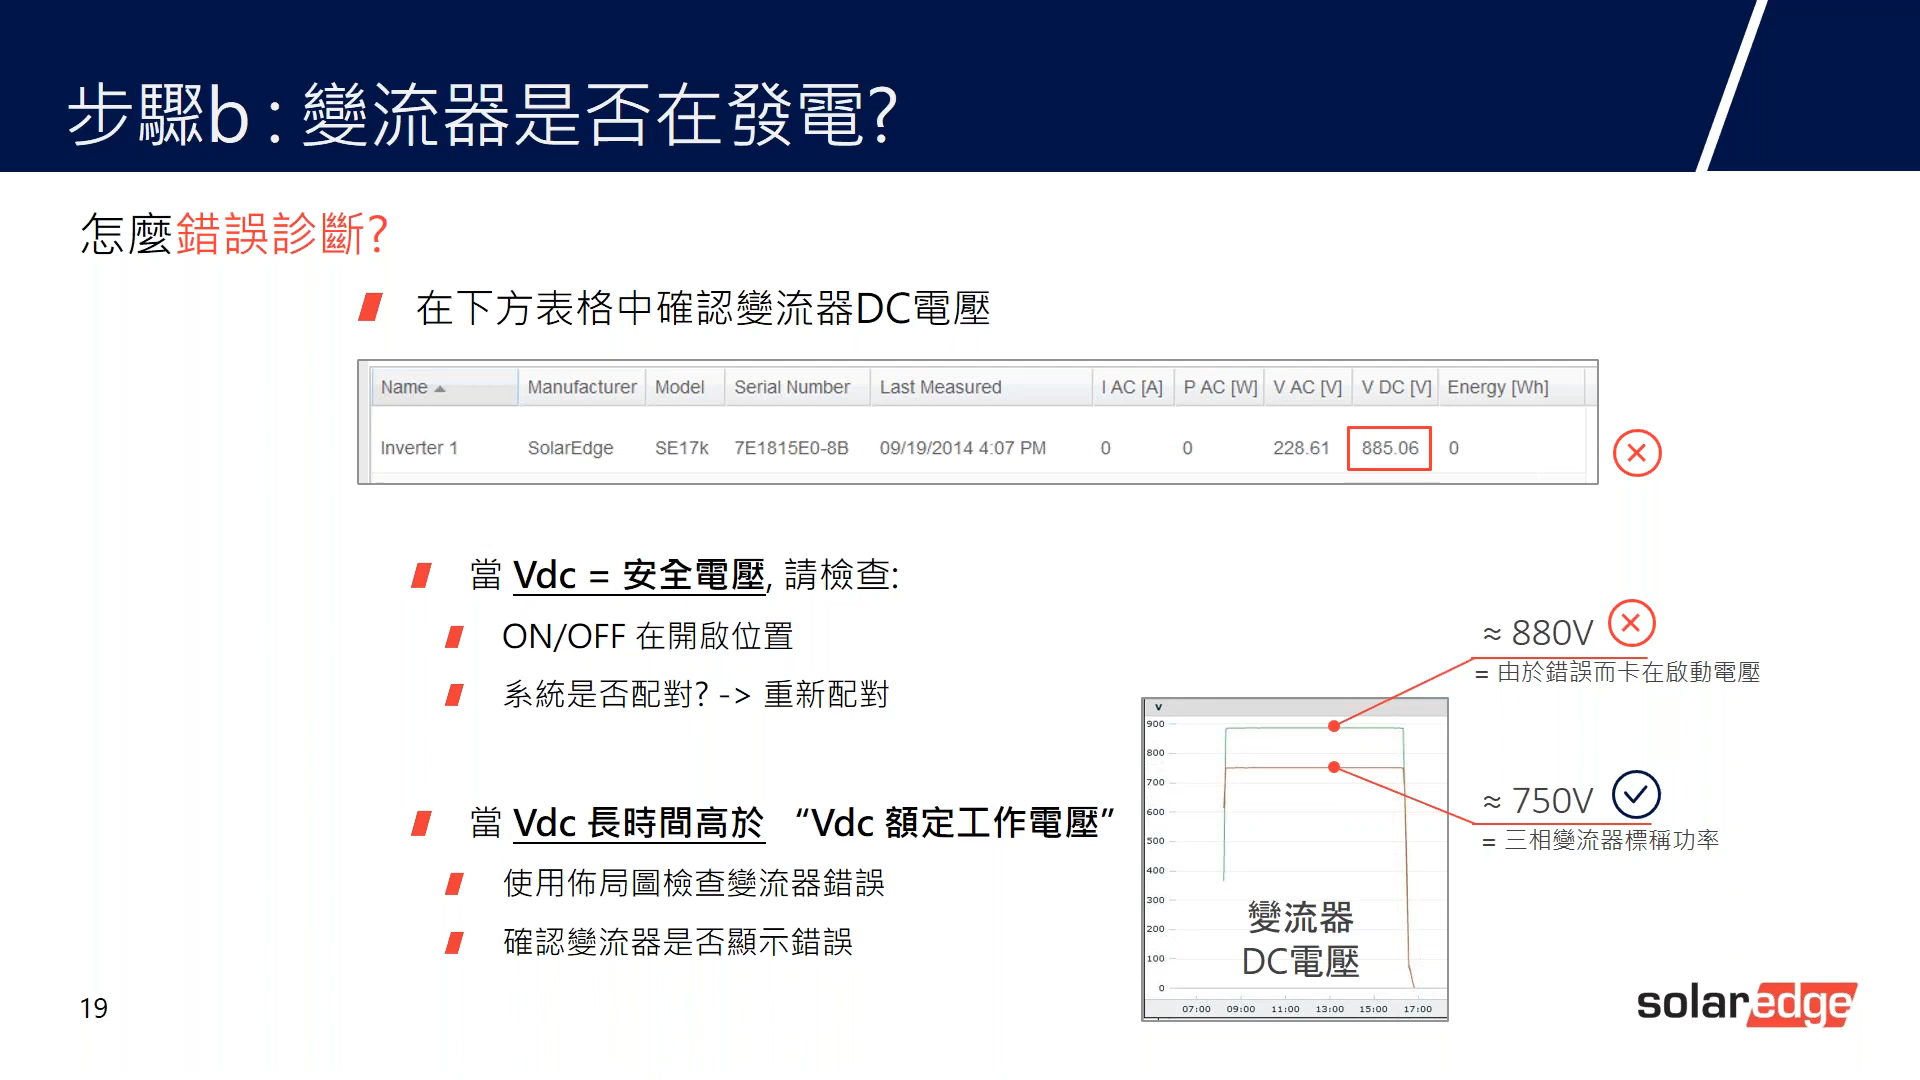 步驟b : 變流器是否在發電?
怎麼錯誤診斷?
在下方表格中確認變流器DC電壓
Name Manufacturer Model Serial Number Last Measured I AC [A] P AC [W] V AC [V] V DC [V] Energy [Wh]
Inverter 1 SolarEdge SE17k 7E1815E0-8B 09/19/2014 4:07 PM 0 0 228.61 885.06 0
當 Vdc = 安全電壓, 請檢查:
ON/OFF 在開啟位置
系統是否配對? -> 重新配對
當 Vdc 長時間高於 “Vdc 額定工作電壓”
使用佈局圖檢查變流器錯誤
確認變流器是否顯示錯誤
≈ 880V
= 由於錯誤而卡在啟動電壓
≈ 750V
= 三相變流器標稱功率
V
900
800
700
600
500
400
300
200
100
0
變流器
DC電壓
07:00 09:00 11:00 13:00 15:00 17:00
19
solaredge